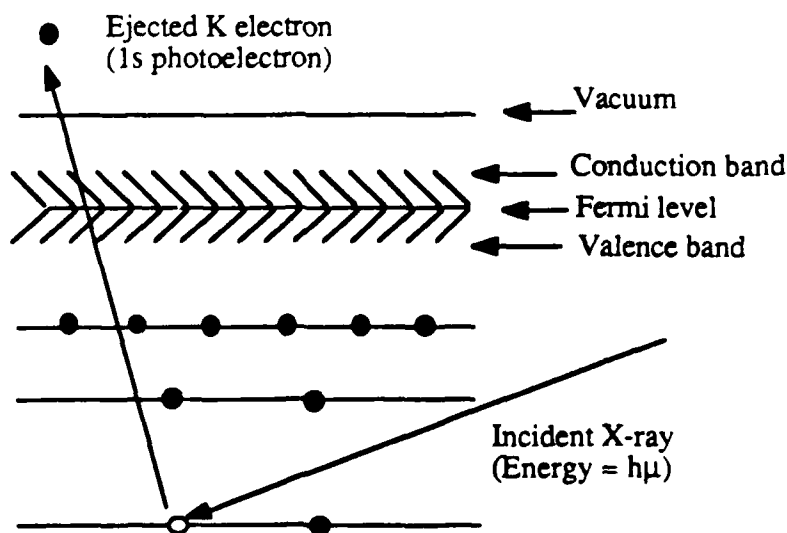 Ejected K electron
(1s photoelectron)
Vacuum
Conduction band
Fermi level
Valence band
Incident X-ray
(Energy = hμ)